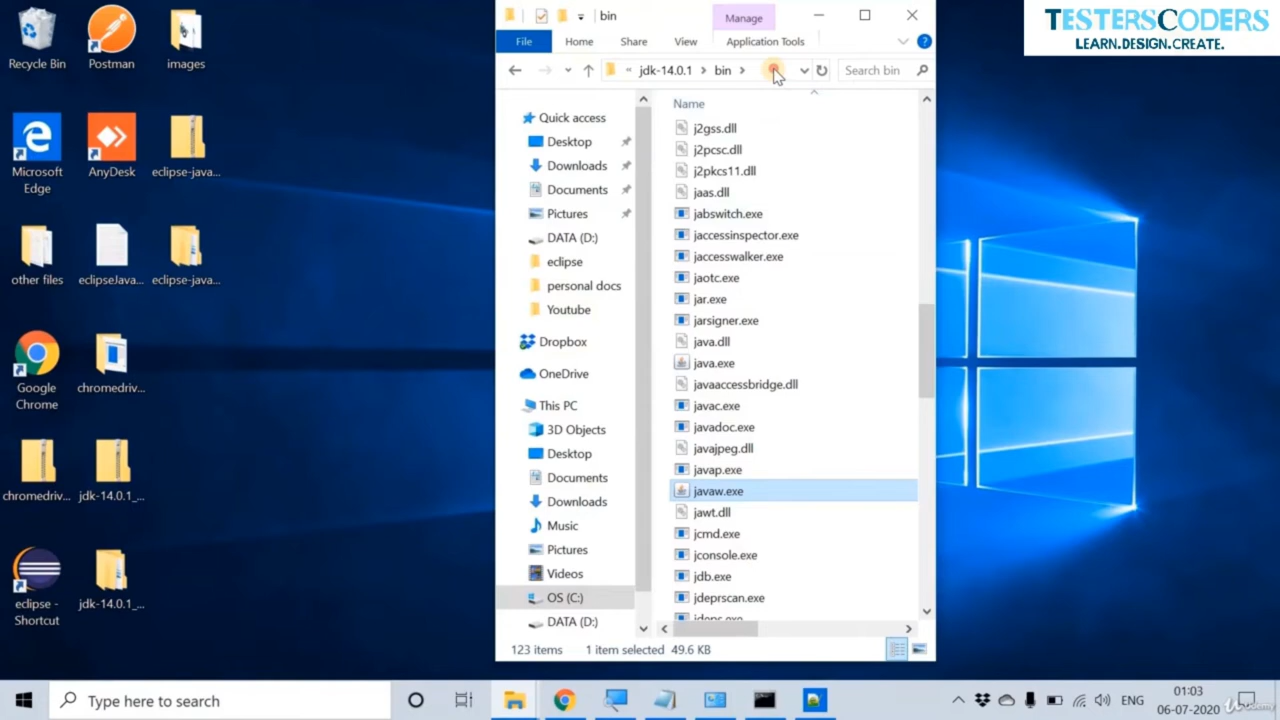 Recycle Bin
Postman
images
Microsoft
Edge
AnyDesk
eclipse-java...
other files
eclipseJava...
eclipse-java...
Google
Chrome
chromedriv...
chromedriv...
jdk-14.0.1_...
eclipse -
Shortcut
jdk-14.0.1_...
bin
Manage
File
Home
Share
View
Application Tools
« jdk-14.0.1 > bin >
Search bin
Quick access
Desktop
Downloads
Documents
Pictures
DATA (D:)
eclipse
personal docs
Youtube
Dropbox
OneDrive
This PC
3D Objects
Desktop
Documents
Downloads
Music
Pictures
Videos
OS (C:)
DATA (D:)
Name
j2gss.dll
j2pcsc.dll
j2pkcs11.dll
jaas.dll
jabswitch.exe
jaccessinspector.exe
jaccesswalker.exe
jaotc.exe
jar.exe
jarsigner.exe
java.dll
java.exe
javaaccessbridge.dll
javac.exe
javadoc.exe
javajpeg.dll
javap.exe
javaw.exe
jawt.dll
jcmd.exe
jconsole.exe
jdb.exe
jdeprscan.exe
jdeps.exe
123 items
1 item selected 49.6 KB
TESTERSCODERS
LEARN.DESIGN.CREATE.
Type here to search
ENG
01:03
06-07-2020
Udemy